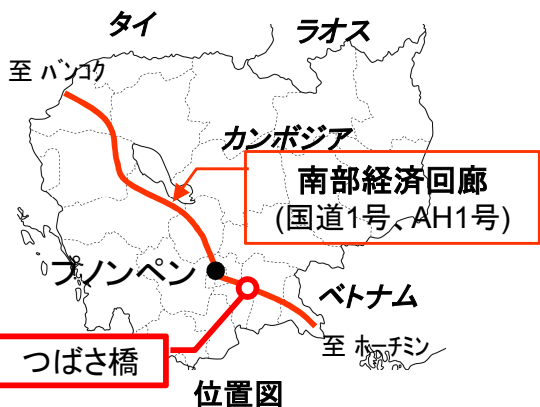 タイ
ラオス
至 バンコク
カンボジア
南部経済回廊
(国道1号、AH1号)
プノンペン
ベトナム
つばさ橋
至 ホーチミン
位置図